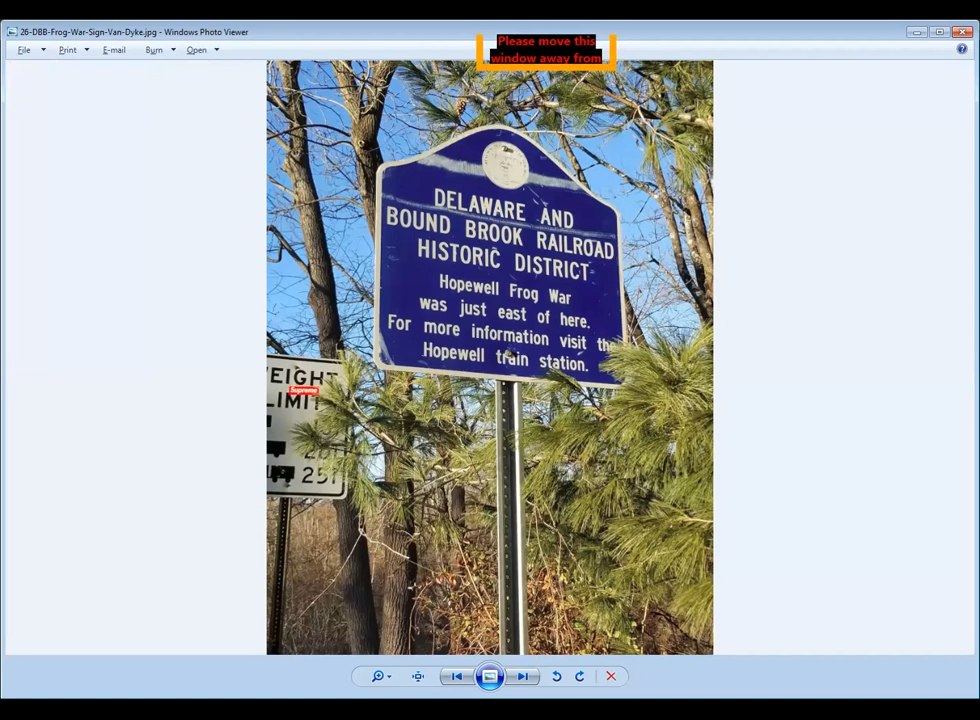 26-DBB-Frog-War-Sign-Van-Dyke.jpg - Windows Photo Viewer
File Print E-mail Burn Open
Please move this
window away from
DELAWARE AND
BOUND BROOK RAILROAD
HISTORIC DISTRICT
Hopewell Frog War
was just east of here.
For more information visit the
Hopewell train station.
EIGHT
LIMIT
Supreme
25T